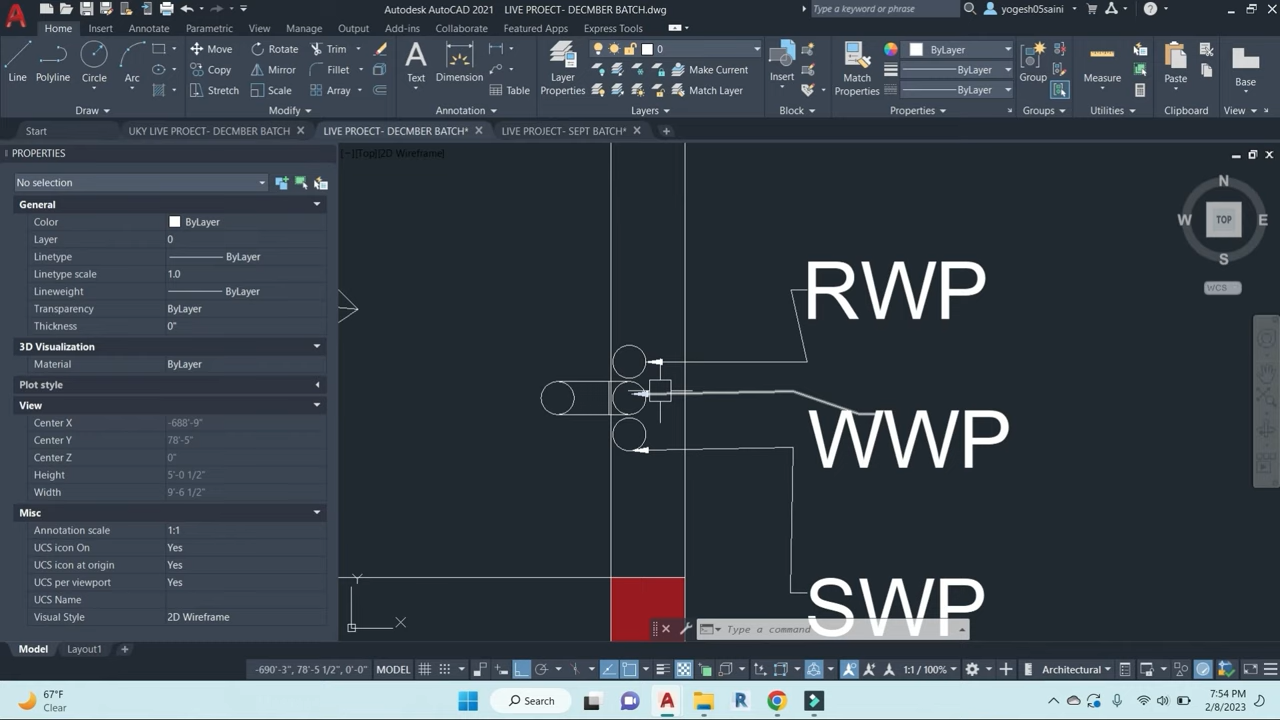 Autodesk AutoCAD 2021 LIVE PROECT- DECMBER BATCH.dwg
Type a keyword or phrase
yogesh05saini
Home Insert Annotate Parametric View Manage Output Add-ins Collaborate Featured Apps Express Tools
Line Polyline Circle Arc
Move Rotate Trim
Copy Mirror Fillet
Stretch Scale Array
Text Dimension Table
Layer Properties
0
Make Current
Match Layer
Insert
Match Properties
ByLayer
ByLayer
ByLayer
Group Measure Paste Base
Draw Modify Annotation Layers Block Properties Groups Utilities Clipboard View
Start UKY LIVE PROECT- DECMBER BATCH LIVE PROECT- DECMBER BATCH* LIVE PROECT- SEPT BATCH*
PROPERTIES
[−][Top][2D Wireframe]
No selection
General
Color ByLayer
Layer 0
Linetype ByLayer
Linetype scale 1.0
Lineweight ByLayer
Transparency ByLayer
Thickness 0"
3D Visualization
Material ByLayer
Plot style
View
Center X -688'-9"
Center Y 78'-5"
Center Z 0"
Height 5'-0 1/2"
Width 9'-6 1/2"
Misc
Annotation scale 1:1
UCS icon On Yes
UCS icon at origin Yes
UCS per viewport Yes
UCS Name
Visual Style 2D Wireframe
N
W TOP E
S
WCS
RWP
WWP
SWP
Y
X
Type a command
Model Layout1
-690'-3", 78'-5 1/2", 0'-0" MODEL 1:1 / 100% Architectural
67°F
Clear
Search
7:54 PM
2/8/2023